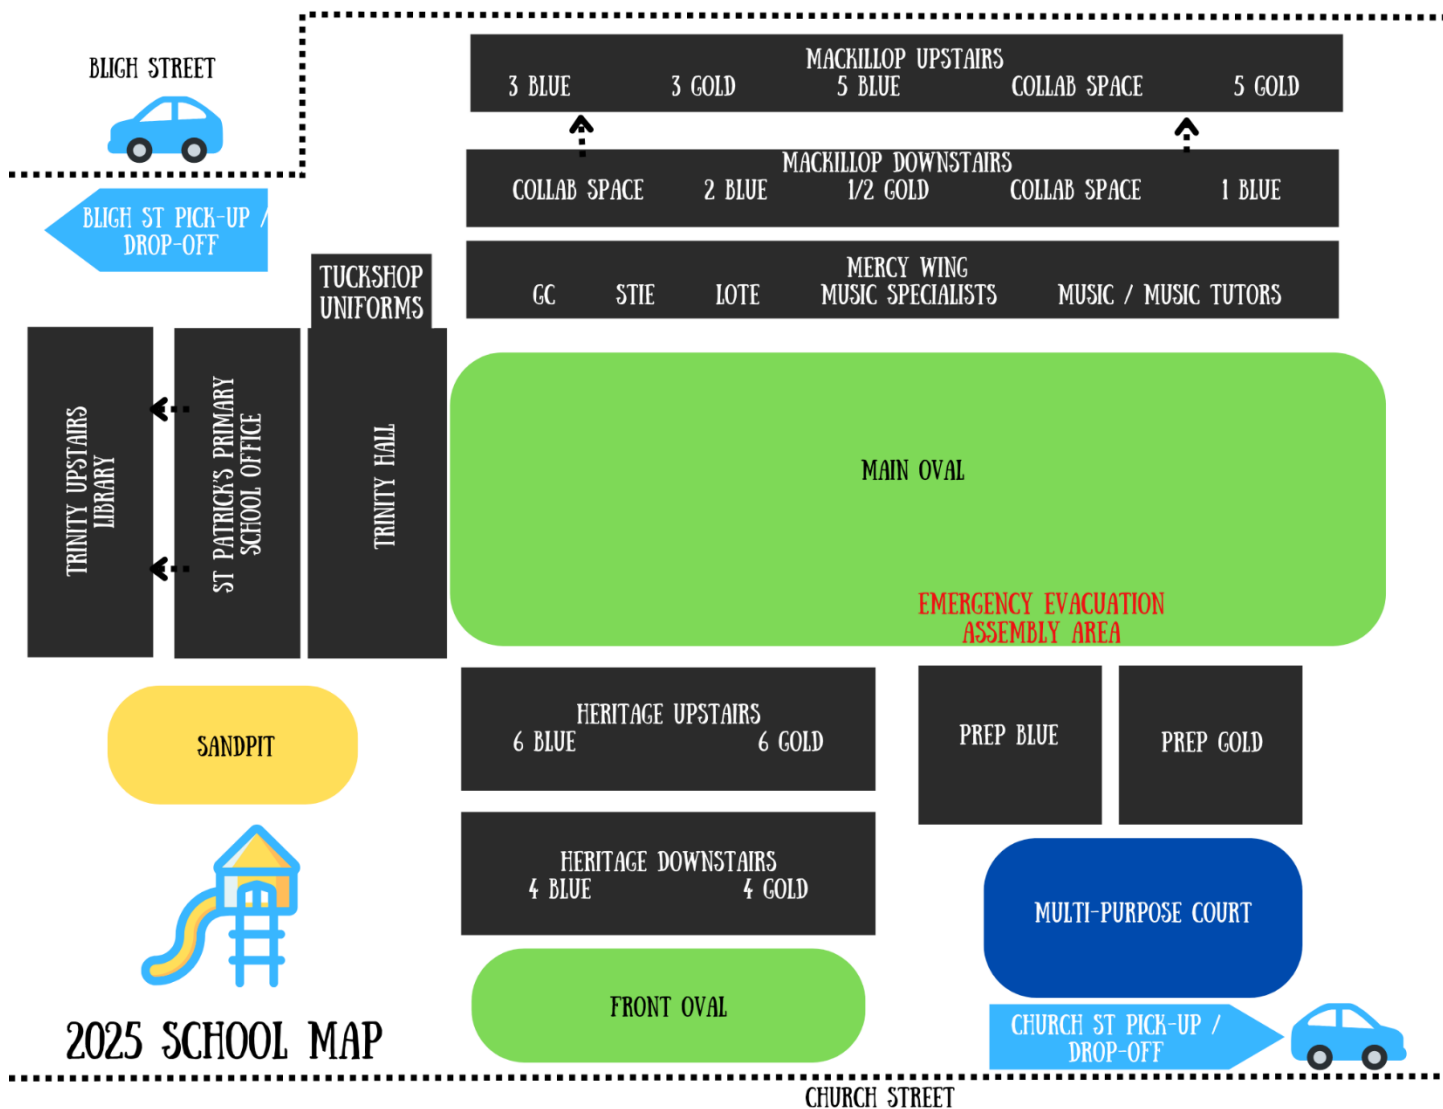 BLIGH STREET
MACKILLOP UPSTAIRS
3 BLUE 3 GOLD 5 BLUE COLLAB SPACE 5 GOLD
MACKILLOP DOWNSTAIRS
COLLAB SPACE 2 BLUE 1/2 GOLD COLLAB SPACE 1 BLUE
BLIGH ST PICK-UP /
DROP-OFF
TUCKSHOP
UNIFORMS
MERCY WING
GC STIE LOTE MUSIC SPECIALISTS MUSIC / MUSIC TUTORS
TRINITY UPSTAIRS
LIBRARY
ST PATRICK'S PRIMARY
SCHOOL OFFICE
TRINITY HALL
MAIN OVAL
EMERGENCY EVACUATION
ASSEMBLY AREA
SANDPIT
HERITAGE UPSTAIRS
6 BLUE 6 GOLD
PREP BLUE
PREP GOLD
HERITAGE DOWNSTAIRS
4 BLUE 4 GOLD
MULTI-PURPOSE COURT
FRONT OVAL
2025 SCHOOL MAP
CHURCH ST PICK-UP /
DROP-OFF
CHURCH STREET